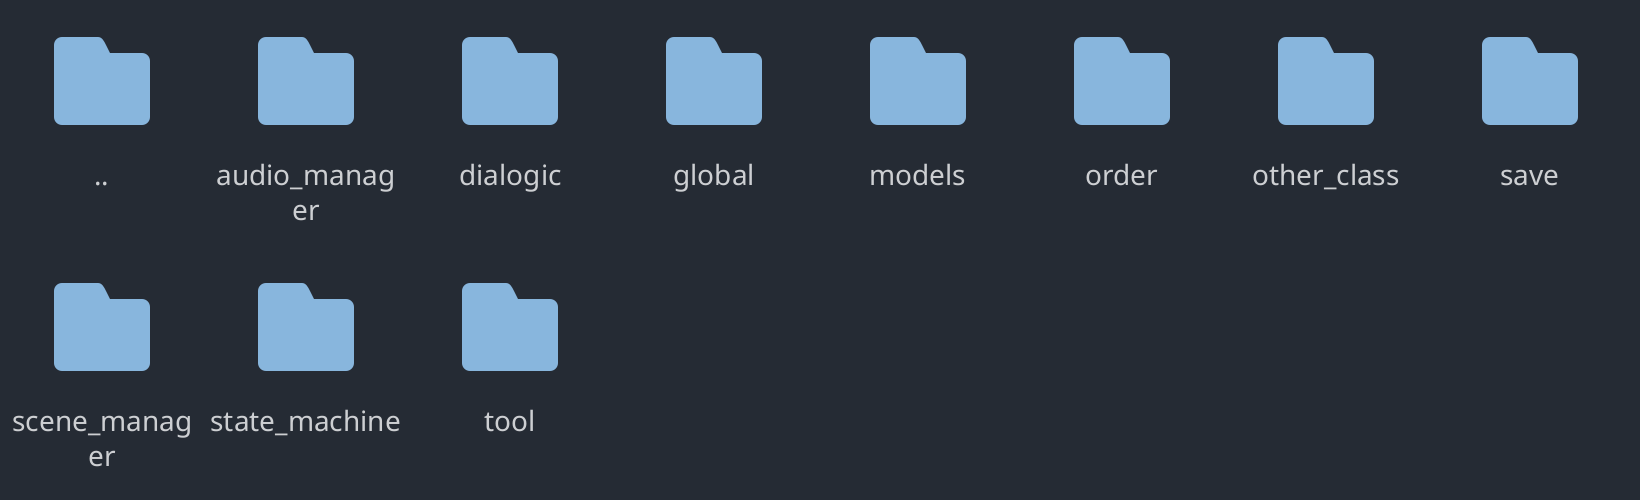 ..
audio_manag
er
dialogic
global
models
order
other_class
save
scene_manag
er
state_machine
tool